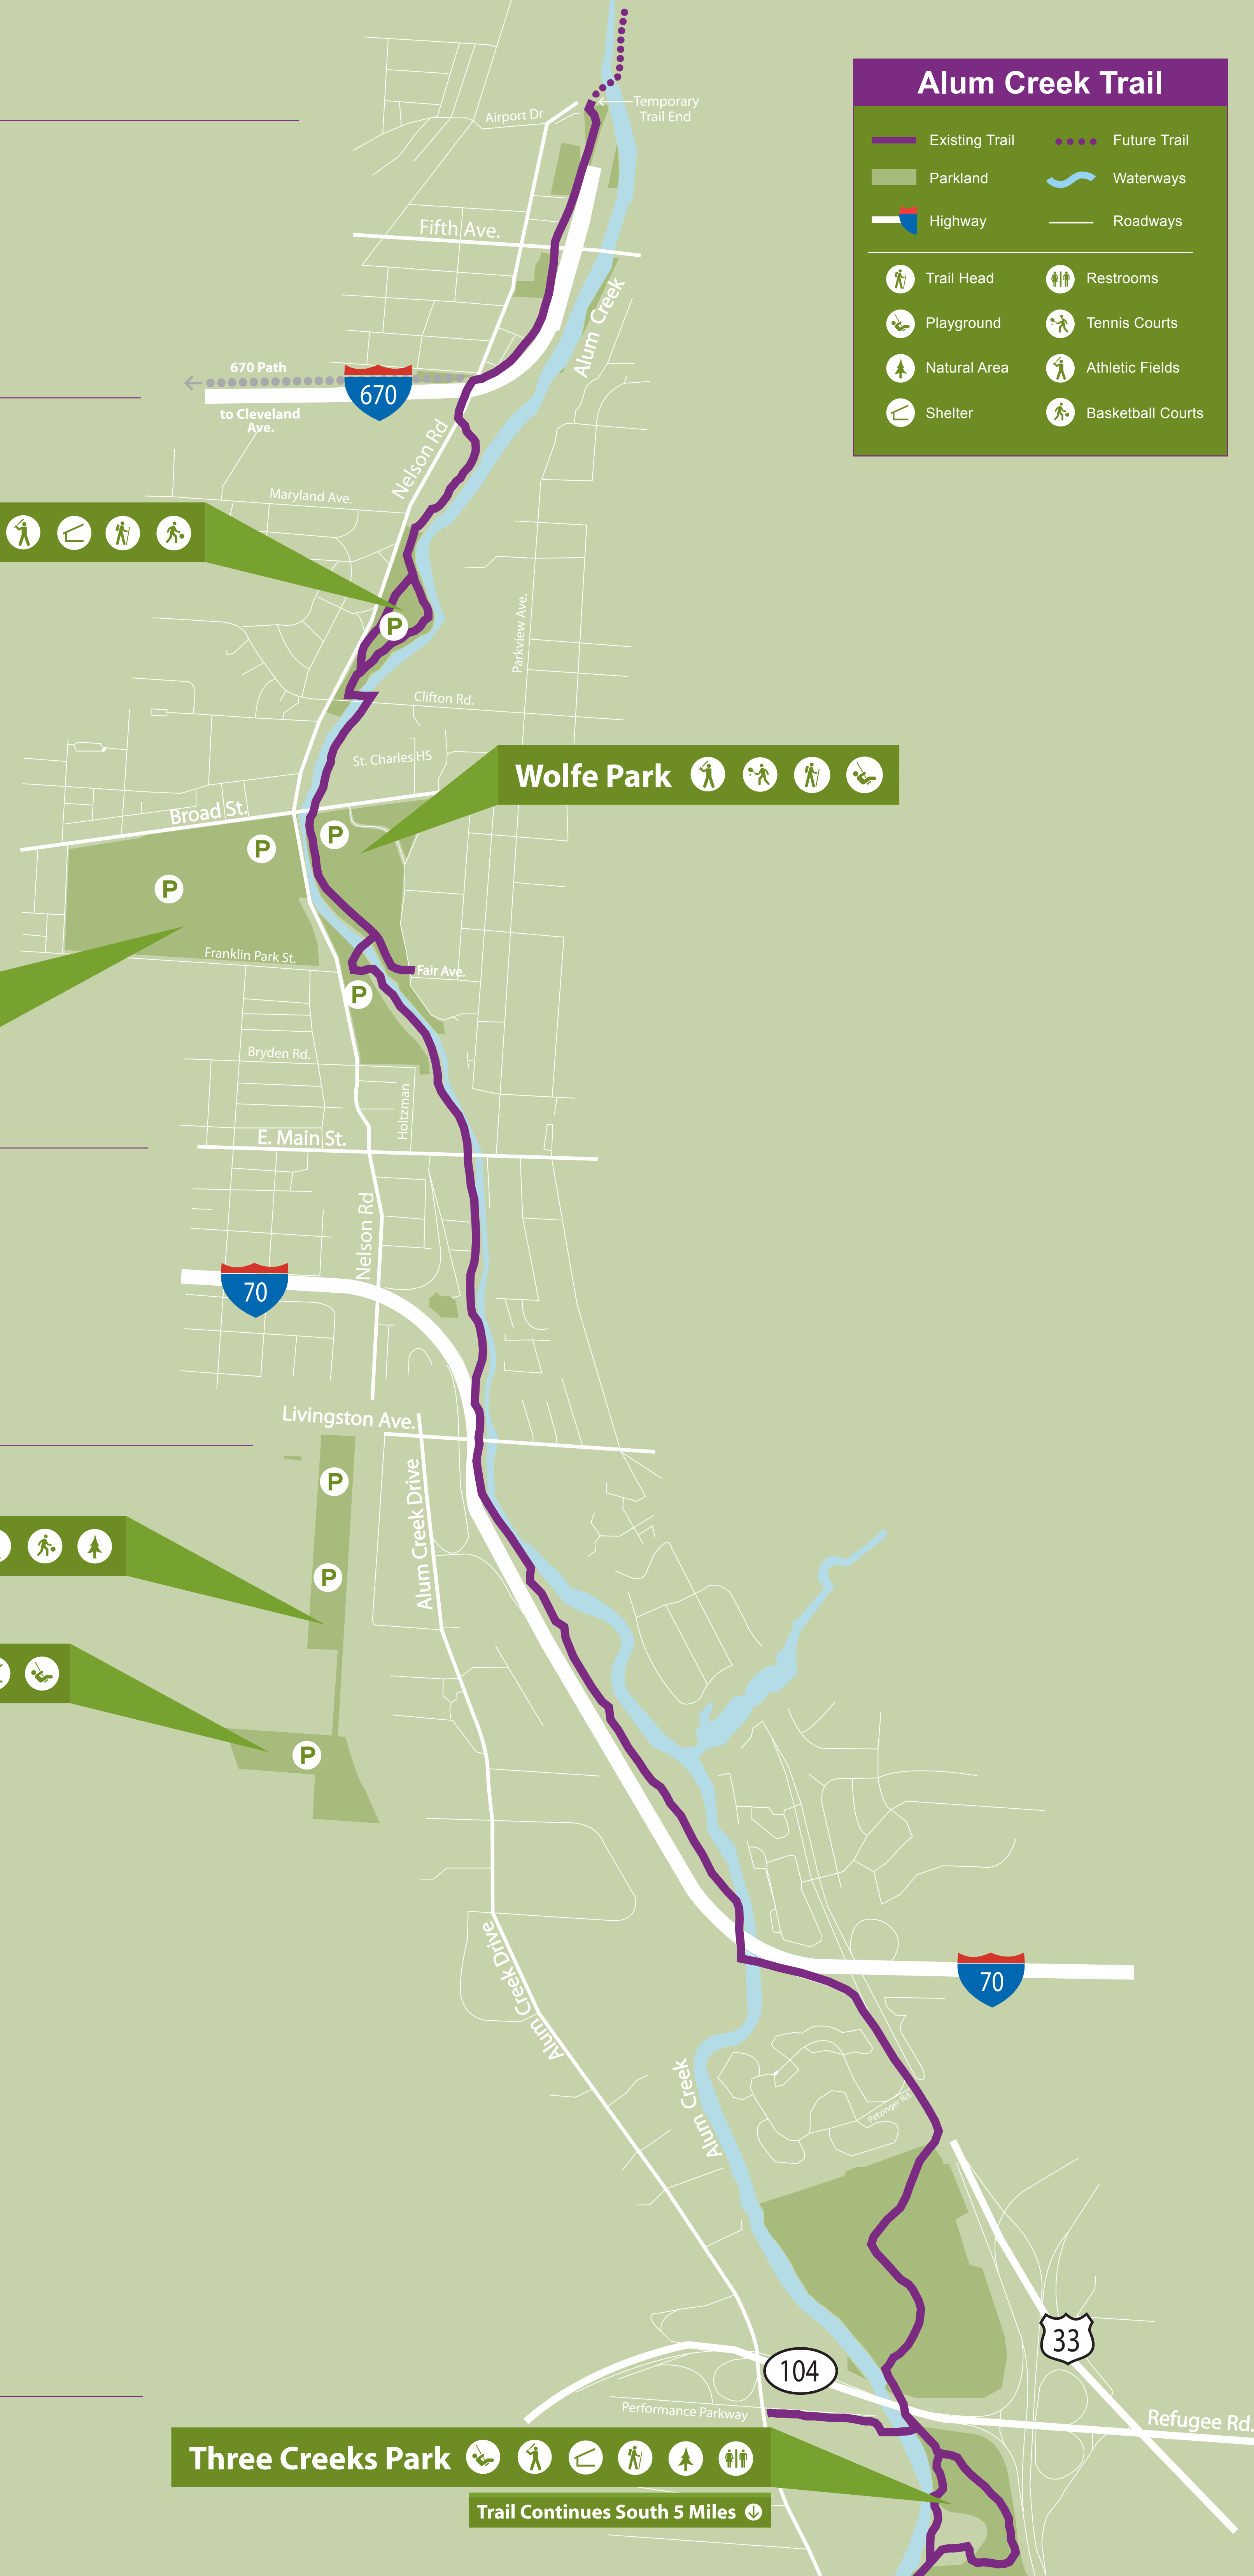 Alum Creek Trail
Existing Trail
Future Trail
Parkland
Waterways
Highway
Roadways
Trail Head
Restrooms
Playground
Tennis Courts
Natural Area
Athletic Fields
Shelter
Basketball Courts
Temporary
Trail End
Airport Dr
Fifth Ave.
Alum Creek
670 Path
670
to Cleveland
Ave.
Nelson Rd
Maryland Ave.
Parkview Ave.
P
Clifton Rd.
St. Charles HS
Wolfe Park
Broad St.
P
P
P
Franklin Park St.
Fair Ave.
P
Bryden Rd.
Holtzman
E. Main St.
Nelson Rd
70
Livingston Ave.
P
Alum Creek Drive
P
P
Alum Creek Drive
70
Alum Creek
Petzinger Rd.
33
104
Performance Parkway
Refugee Rd.
Three Creeks Park
Trail Continues South 5 Miles